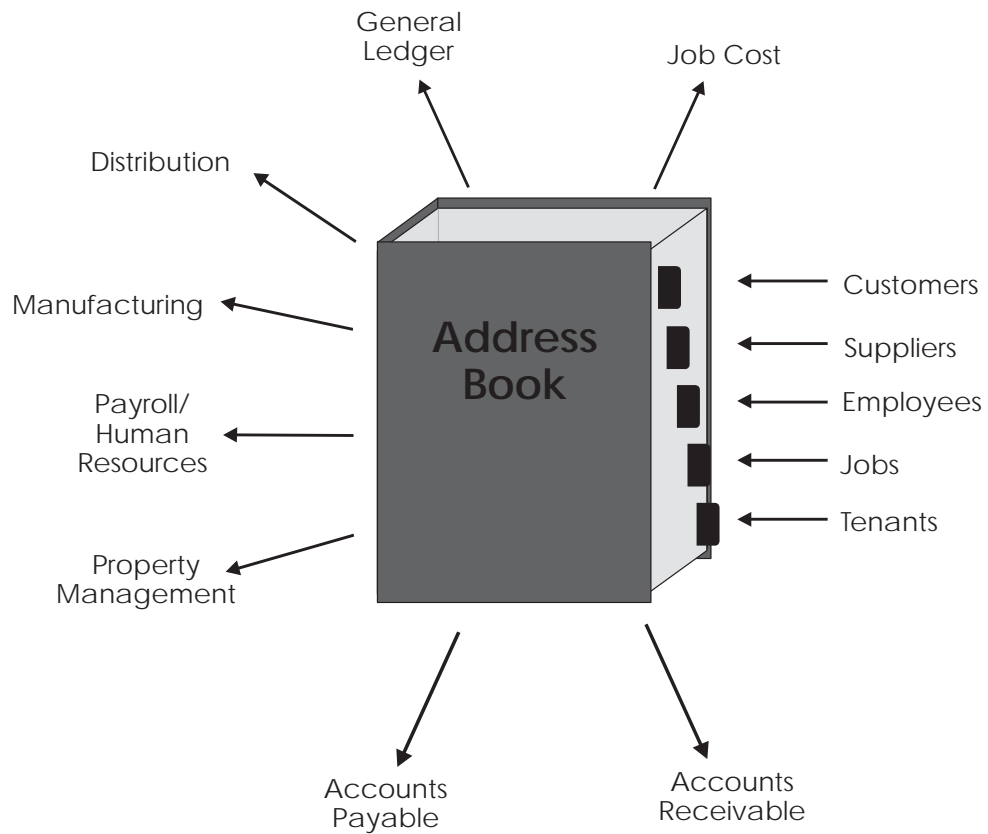 General
Ledger
Job Cost
Distribution
Manufacturing
Payroll/
Human
Resources
Property
Management
Address
Book
Customers
Suppliers
Employees
Jobs
Tenants
Accounts
Payable
Accounts
Receivable